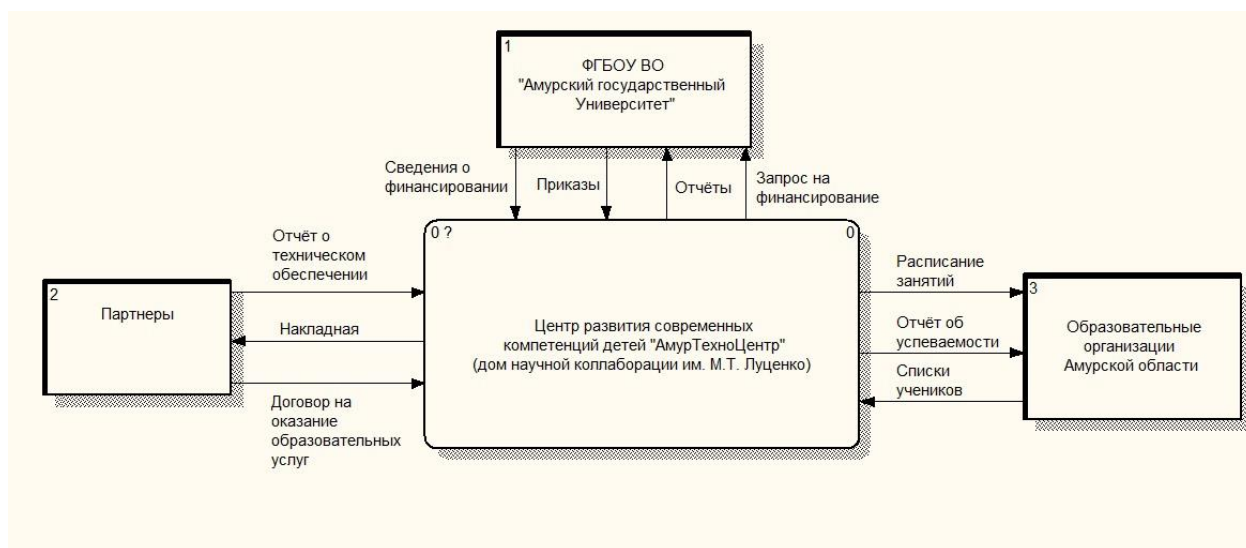 1
ФГБОУ ВО
"Амурский государственный
Университет"
Сведения о
финансировании
Приказы
Отчёты
Запрос на
финансирование
0 ?
0
Отчёт о
техническом
обеспечении
2
Партнеры
Накладная
Договор на
оказание
образовательных
услуг
Центр развития современных
компетенций детей "АмурТехноЦентр"
(дом научной коллаборации им. М.Т. Луценко)
Расписание
занятий
Отчёт об
успеваемости
Списки
учеников
3
Образовательные
организации
Амурской области